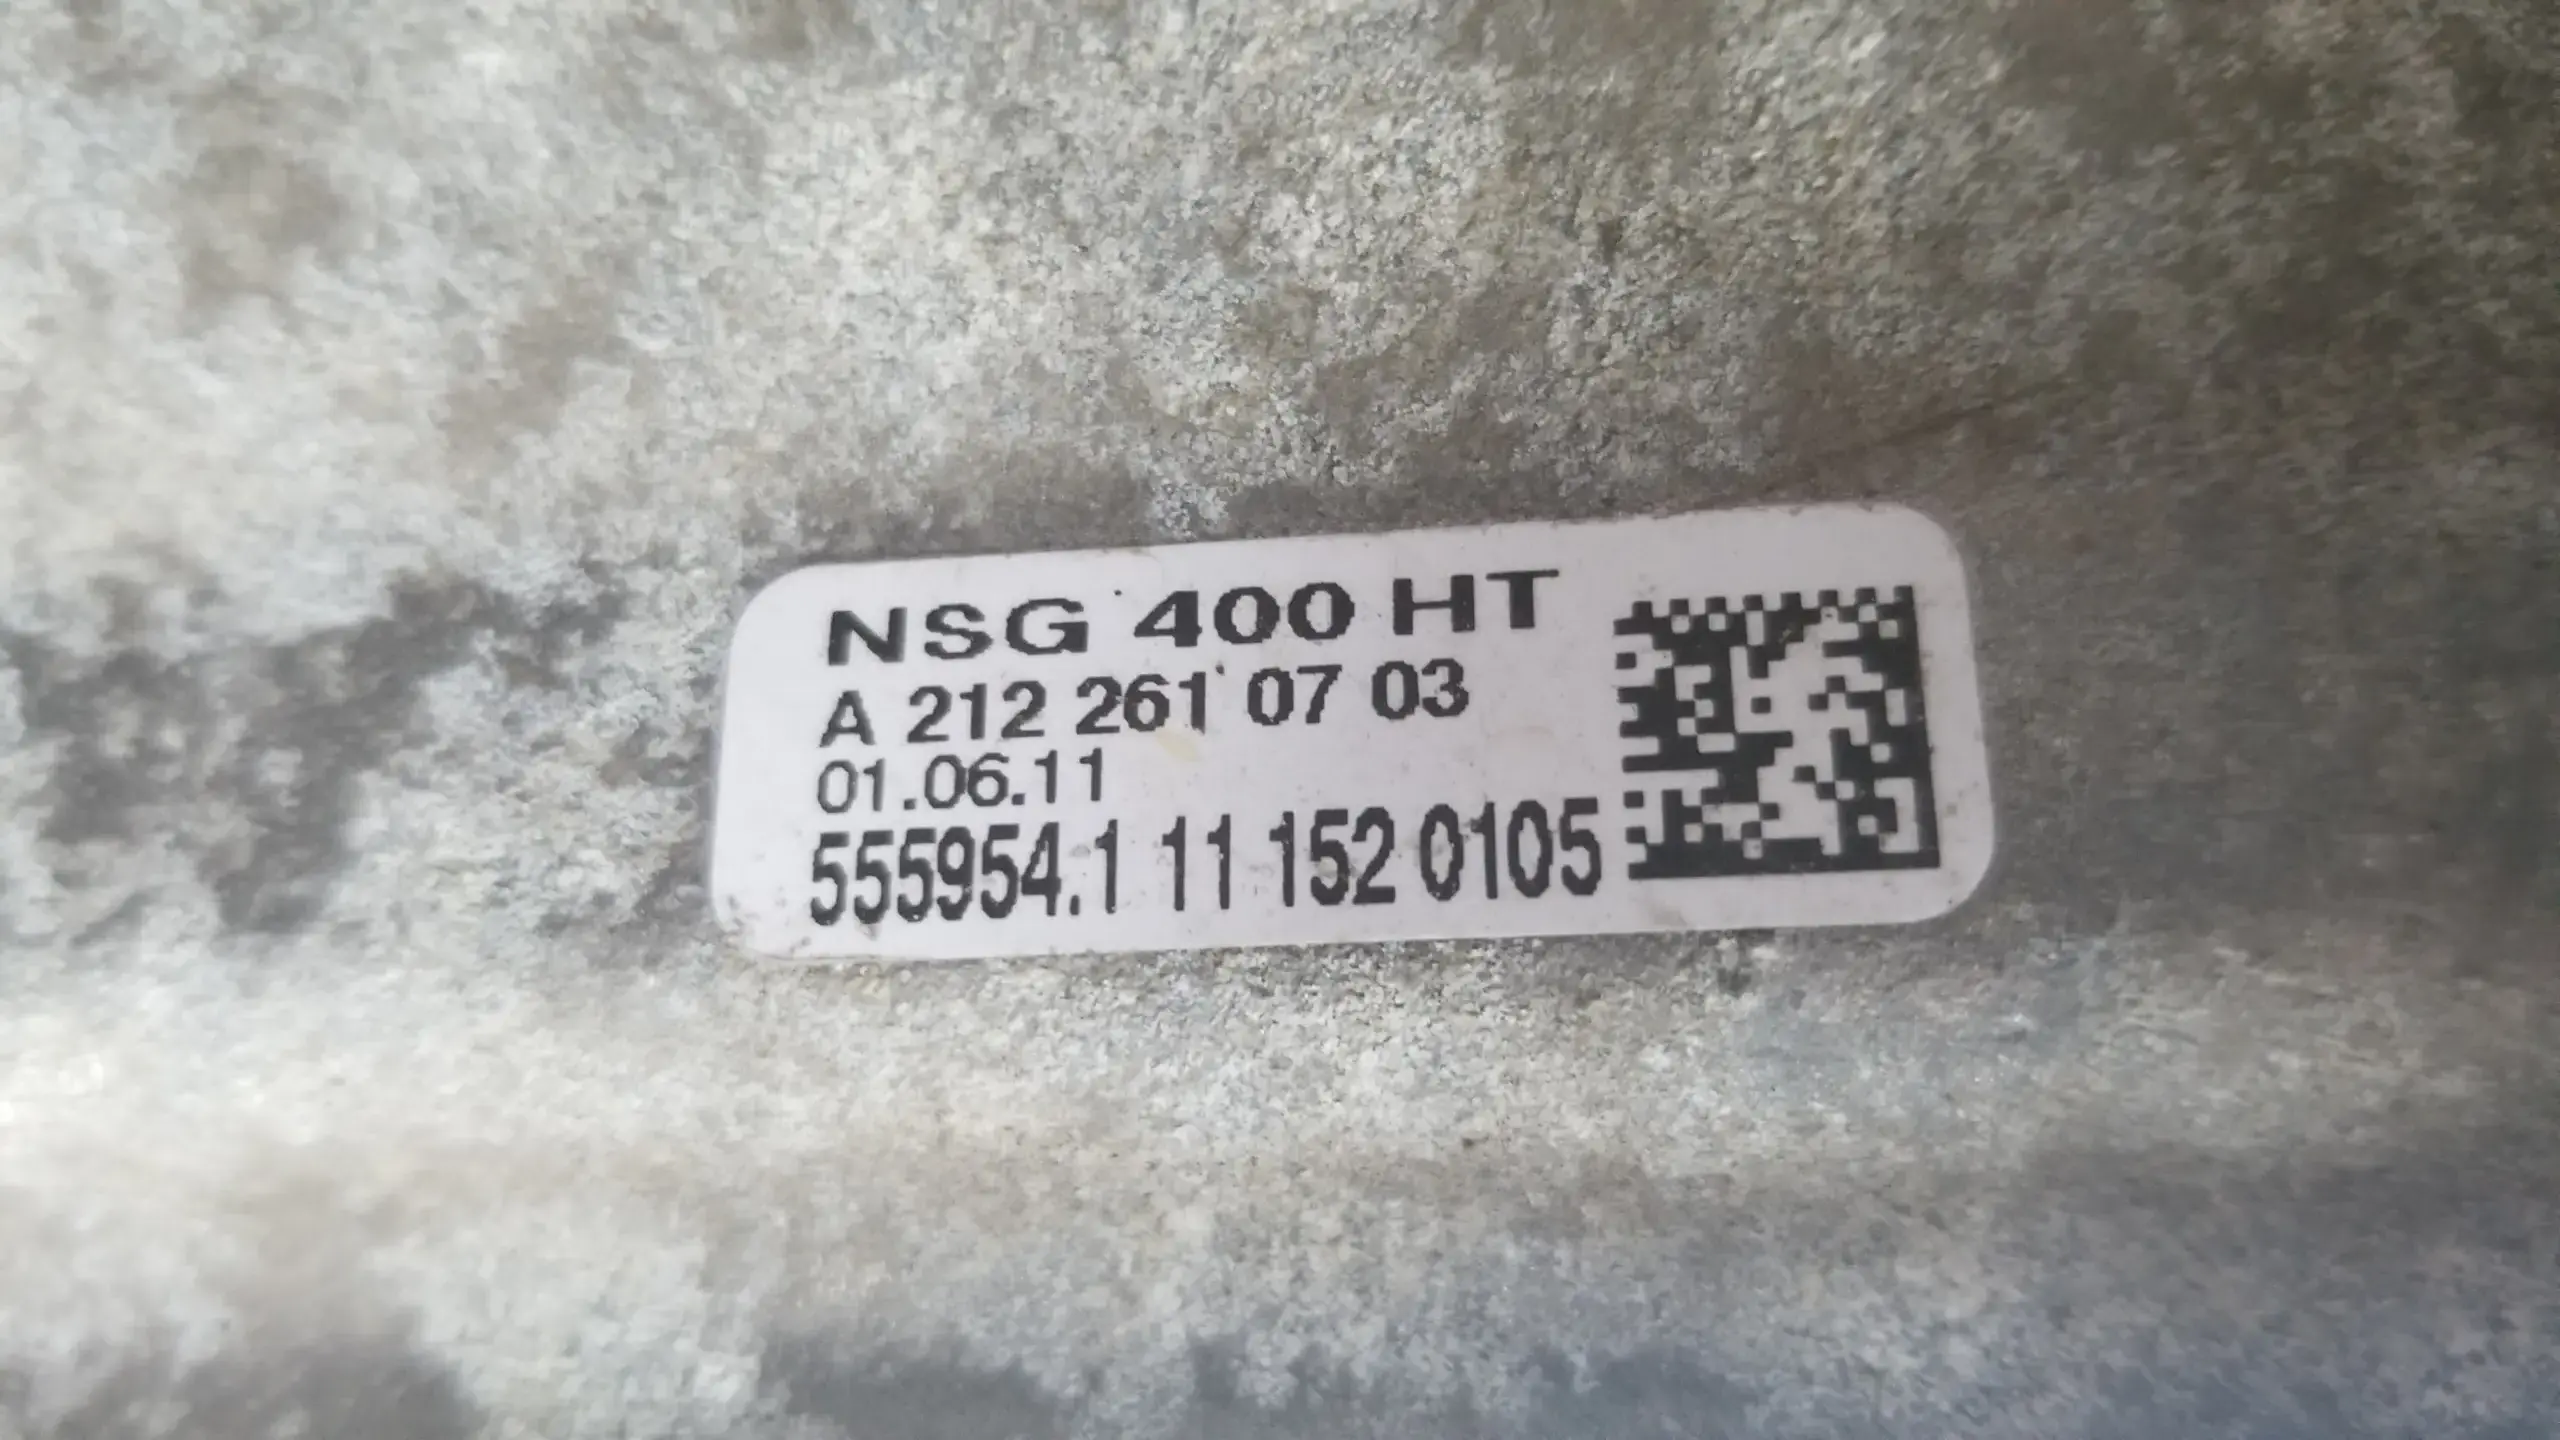 NSG 400 HT
A 212 261 07 03
01.06.11
555954.1 11 152 0105